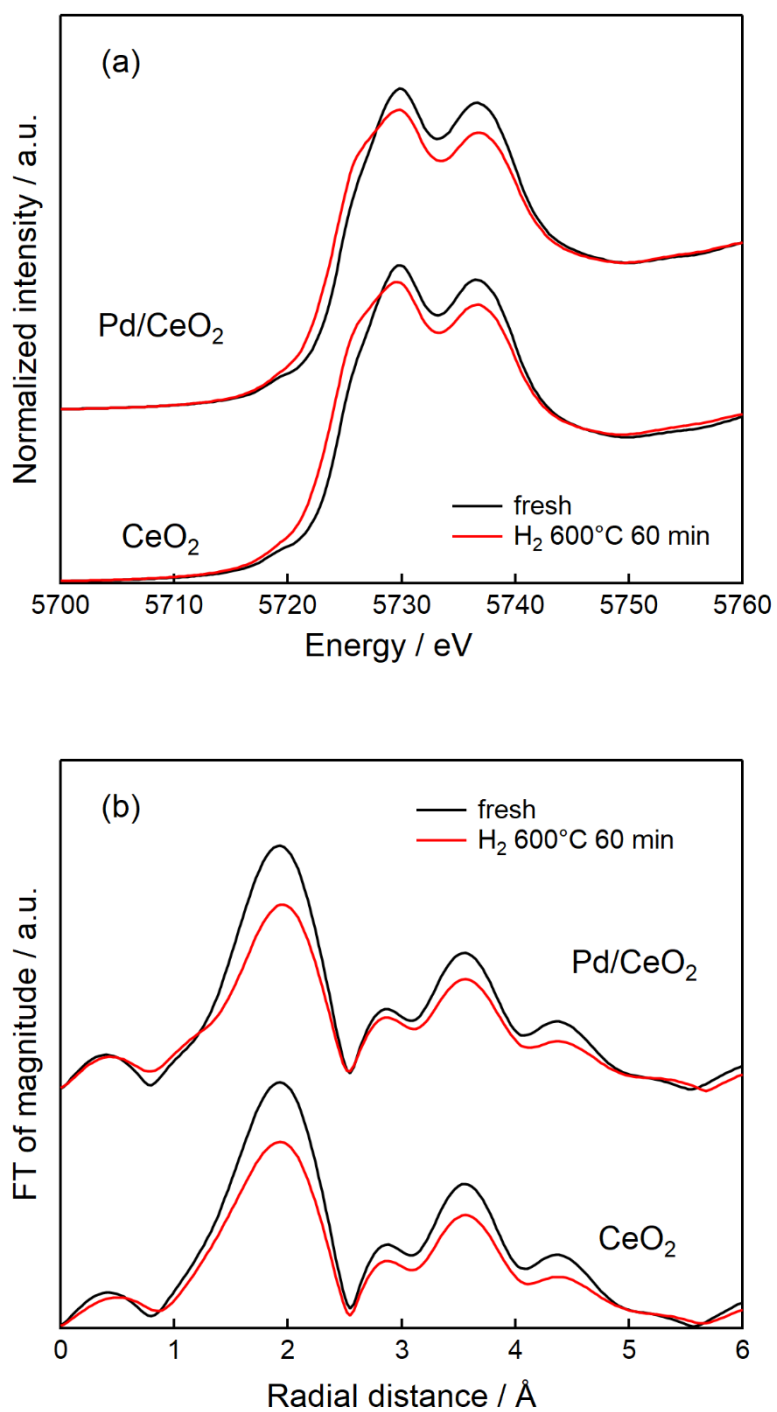 (a)
Normalized intensity / a.u.
Pd/CeO₂
CeO₂
fresh
H₂ 600°C 60 min
5700 5710 5720 5730 5740 5750 5760
Energy / eV
(b)
fresh
H₂ 600°C 60 min
FT of magnitude / a.u.
Pd/CeO₂
CeO₂
0 1 2 3 4 5 6
Radial distance / Å